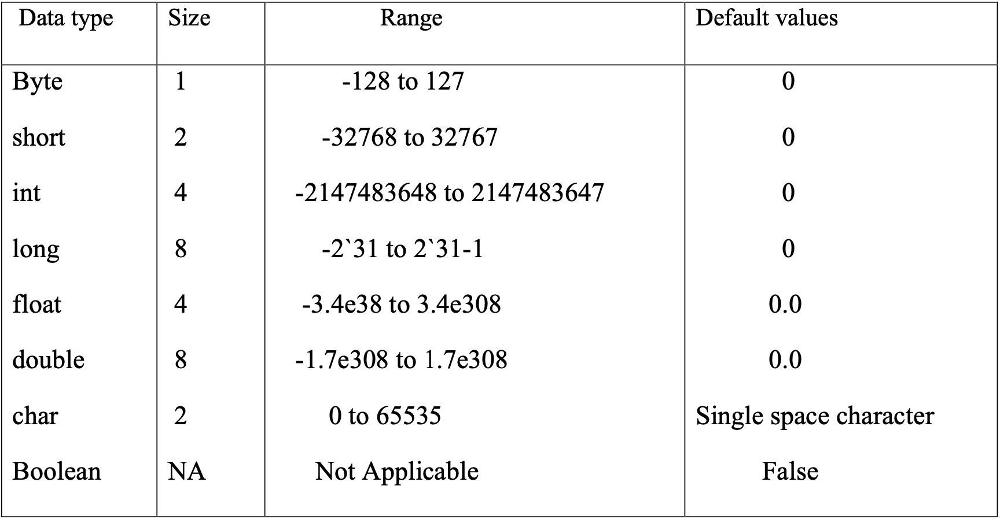 Data type Size Range Default values
Byte 1 -128 to 127 0
short 2 -32768 to 32767 0
int 4 -2147483648 to 2147483647 0
long 8 -2`31 to 2`31-1 0
float 4 -3.4e38 to 3.4e308 0.0
double 8 -1.7e308 to 1.7e308 0.0
char 2 0 to 65535 Single space character
Boolean NA Not Applicable False